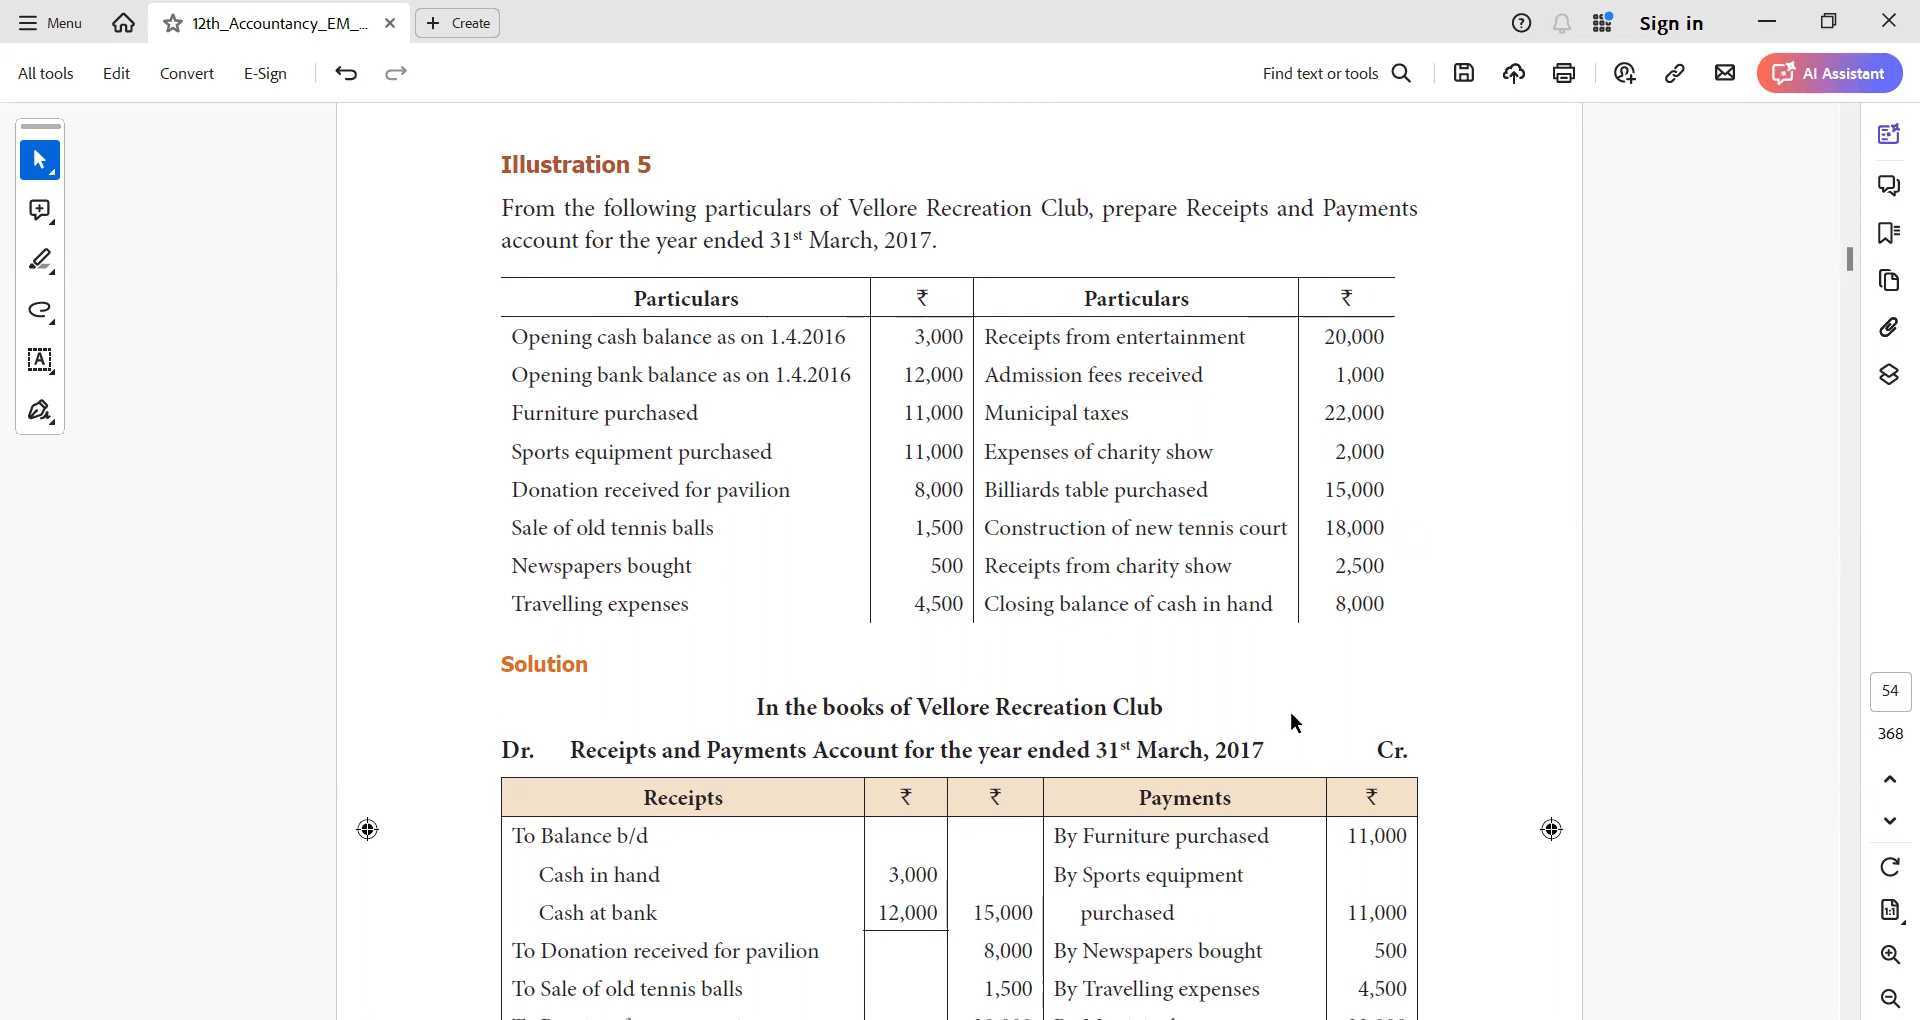 Menu
12th_Accountancy_EM_...
Create
Sign in
All tools
Edit
Convert
E-Sign
Find text or tools
AI Assistant
Illustration 5
From the following particulars of Vellore Recreation Club, prepare Receipts and Payments
account for the year ended 31st March, 2017.
Particulars ₹ Particulars ₹
Opening cash balance as on 1.4.2016 3,000 Receipts from entertainment 20,000
Opening bank balance as on 1.4.2016 12,000 Admission fees received 1,000
Furniture purchased 11,000 Municipal taxes 22,000
Sports equipment purchased 11,000 Expenses of charity show 2,000
Donation received for pavilion 8,000 Billiards table purchased 15,000
Sale of old tennis balls 1,500 Construction of new tennis court 18,000
Newspapers bought 500 Receipts from charity show 2,500
Travelling expenses 4,500 Closing balance of cash in hand 8,000
Solution
In the books of Vellore Recreation Club
Dr. Receipts and Payments Account for the year ended 31st March, 2017 Cr.
Receipts ₹ ₹ Payments ₹
To Balance b/d By Furniture purchased 11,000
Cash in hand 3,000 By Sports equipment
Cash at bank 12,000 15,000 purchased 11,000
To Donation received for pavilion 8,000 By Newspapers bought 500
To Sale of old tennis balls 1,500 By Travelling expenses 4,500
54
368